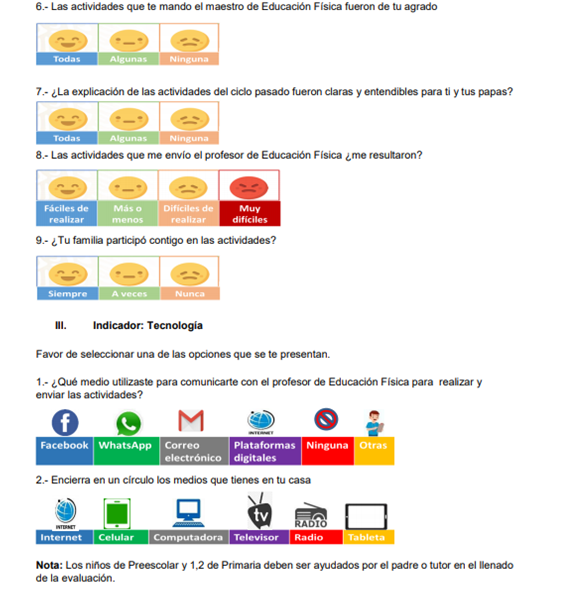 6.- Las actividades que te mando el maestro de Educación Física fueron de tu agrado
Todas Algunas Ninguna
7.- ¿La explicación de las actividades del ciclo pasado fueron claras y entendibles para ti y tus papas?
Todas Algunas Ninguna
8.- Las actividades que me envío el profesor de Educación Física ¿me resultaron?
Fáciles de realizar Más o menos Difíciles de realizar Muy difíciles
9.- ¿Tu familia participó contigo en las actividades?
Siempre A veces Nunca
III. Indicador: Tecnología
Favor de seleccionar una de las opciones que se te presentan.
1.- ¿Qué medio utilizaste para comunicarte con el profesor de Educación Física para realizar y
enviar las actividades?
f INTERNET
Facebook WhatsApp Correo electrónico Plataformas digitales Ninguna Otras
2.- Encierra en un círculo los medios que tienes en tu casa
INTERNET tv RADIO
Internet Celular Computadora Televisor Radio Tableta
Nota: Los niños de Preescolar y 1,2 de Primaria deben ser ayudados por el padre o tutor en el llenado
de la evaluación.